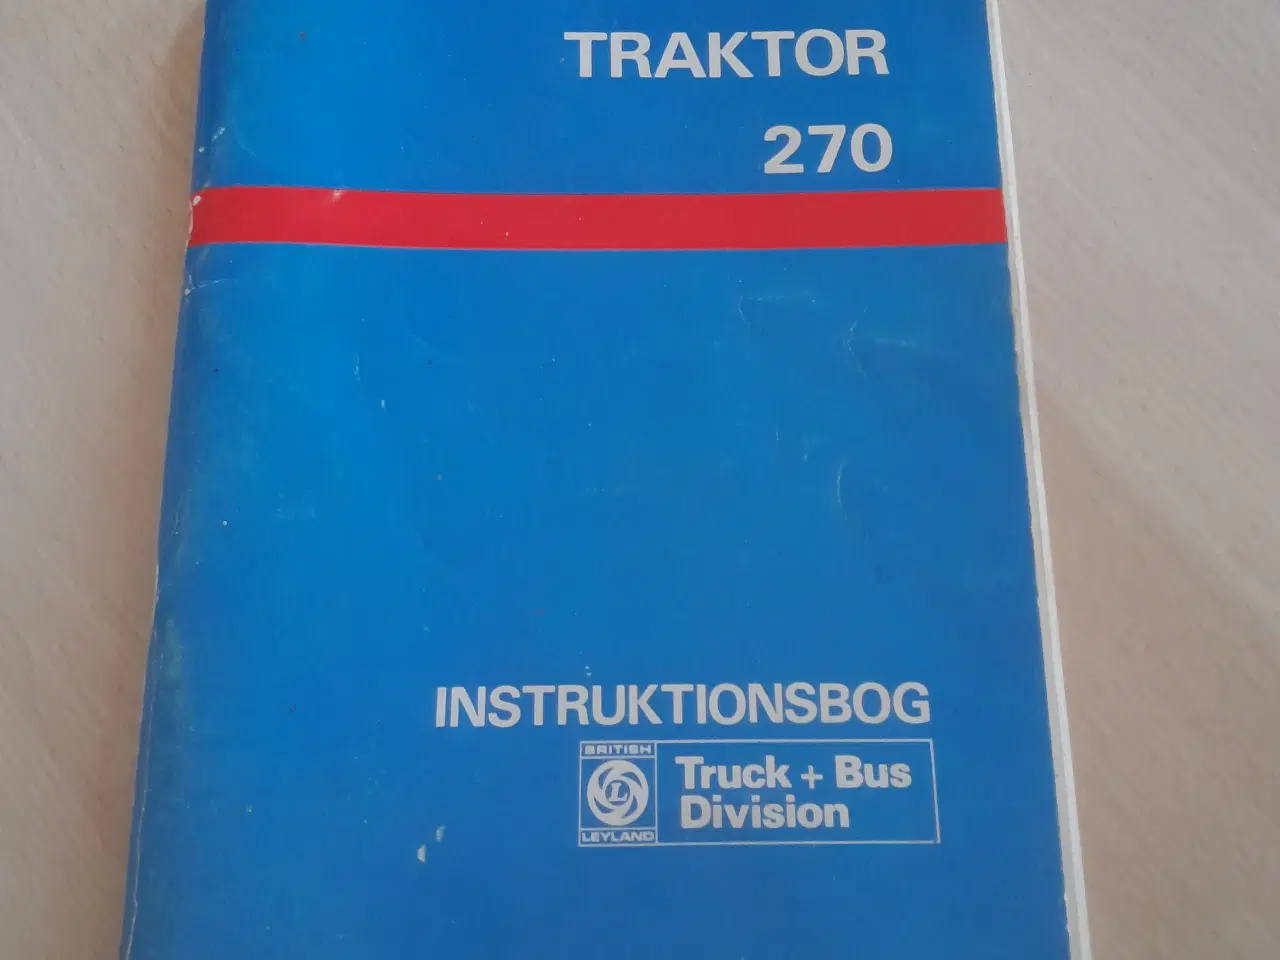 TRAKTOR
270
INSTRUKTIONSBOG
BRITISH
L
LEYLAND
Truck + Bus
Division